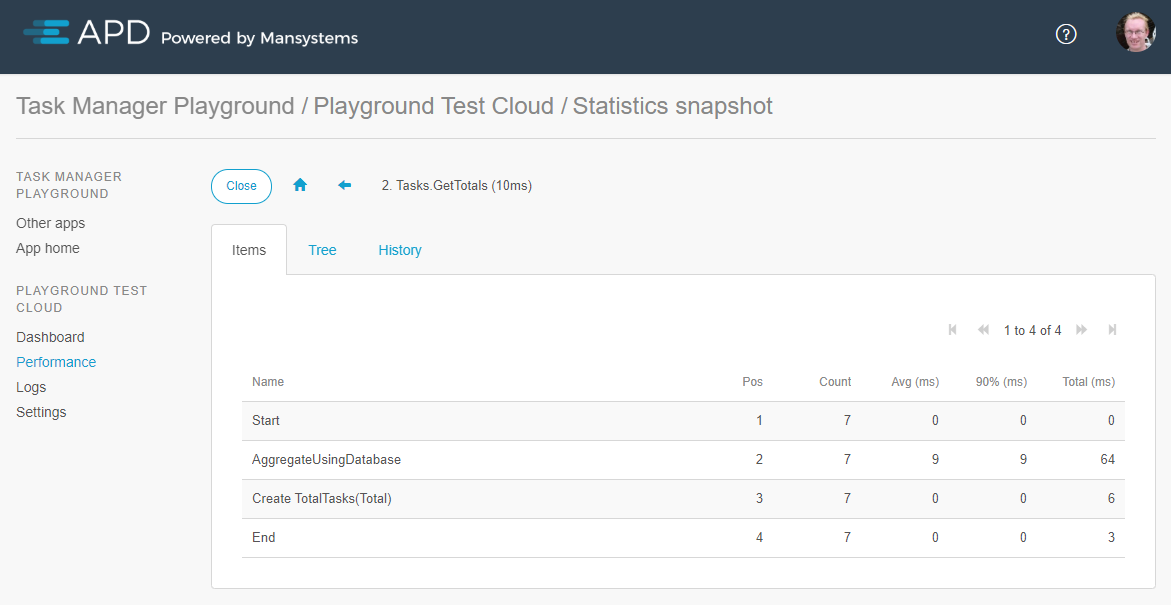 APD Powered by Mansystems
?
Task Manager Playground / Playground Test Cloud / Statistics snapshot
TASK MANAGER
PLAYGROUND
Other apps
App home
PLAYGROUND TEST
CLOUD
Dashboard
Performance
Logs
Settings
Close 2. Tasks.GetTotals (10ms)
Items Tree History
1 to 4 of 4
Name Pos Count Avg (ms) 90% (ms) Total (ms)
Start 1 7 0 0 0
AggregateUsingDatabase 2 7 9 9 64
Create TotalTasks(Total) 3 7 0 0 6
End 4 7 0 0 3